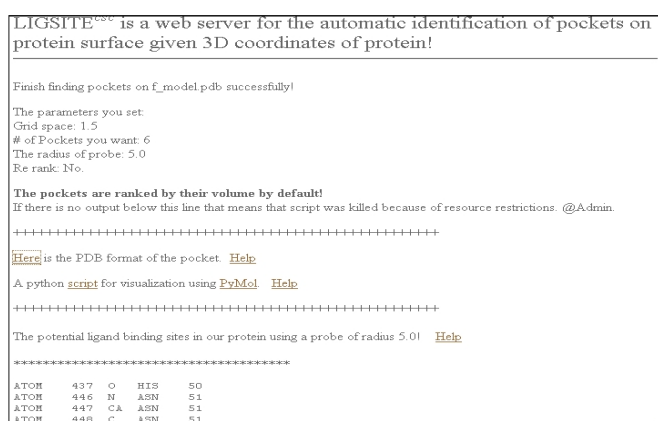 LIGSITEcsc is a web server for the automatic identification of pockets on
protein surface given 3D coordinates of protein!
Finish finding pockets on f_model.pdb successfully!
The parameters you set:
Grid space: 1.5
# of Pockets you want: 6
The radius of probe: 5.0
Re rank: No.
The pockets are ranked by their volume by default!
If there is no output below this line that means that script was killed because of resource restrictions. @Admin.
++++++++++++++++++++++++++++++++++++++++++++++++++
Here is the PDB format of the pocket. Help
A python script for visualization using PyMol. Help
++++++++++++++++++++++++++++++++++++++++++++++++++
The potential ligand binding sites in our protein using a probe of radius 5.0! Help
**************************************
ATOM 437 O HIS 50
ATOM 446 N ASN 51
ATOM 447 CA ASN 51
ATOM 448 C ASN 51